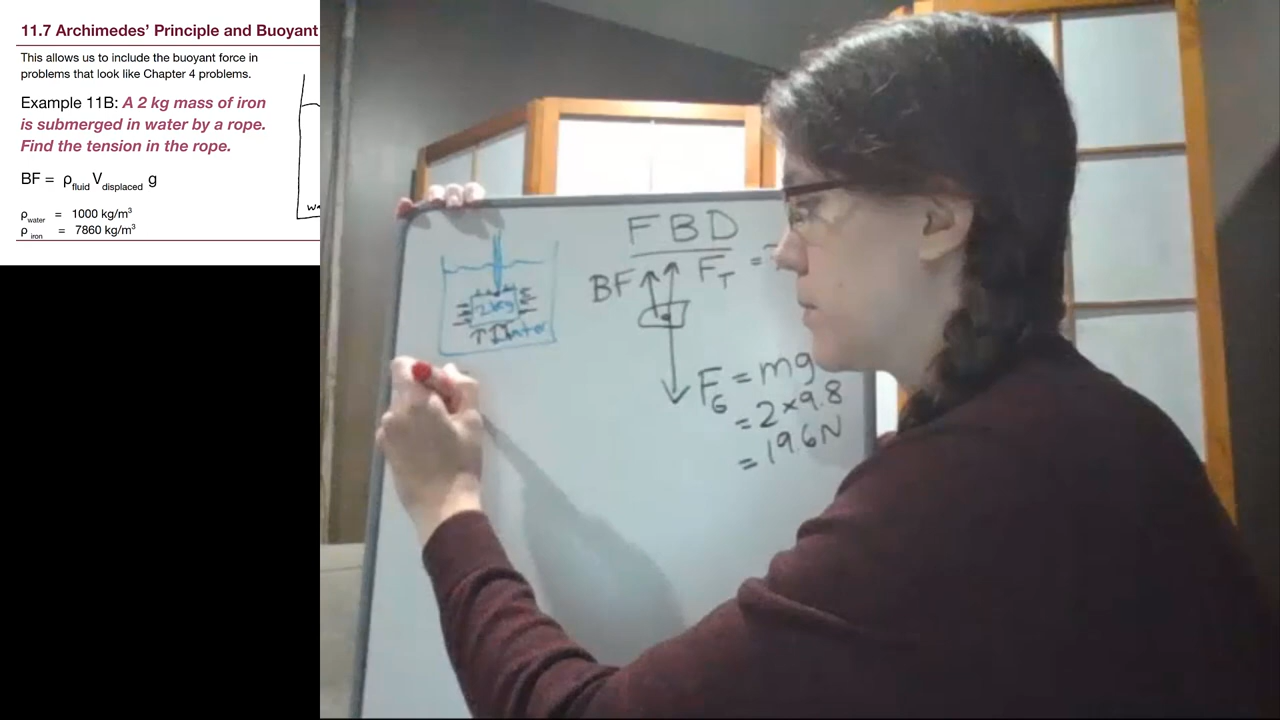 11.7 Archimedes’ Principle and Buoyant
This allows us to include the buoyant force in
problems that look like Chapter 4 problems.
Example 11B: A 2 kg mass of iron
is submerged in water by a rope.
Find the tension in the rope.
BF = ρfluid Vdisplaced g
ρwater = 1000 kg/m³
ρiron = 7860 kg/m³
FBD
BF FT =
2kg
water
FG = mg
= 2 × 9.8
= 19.6N